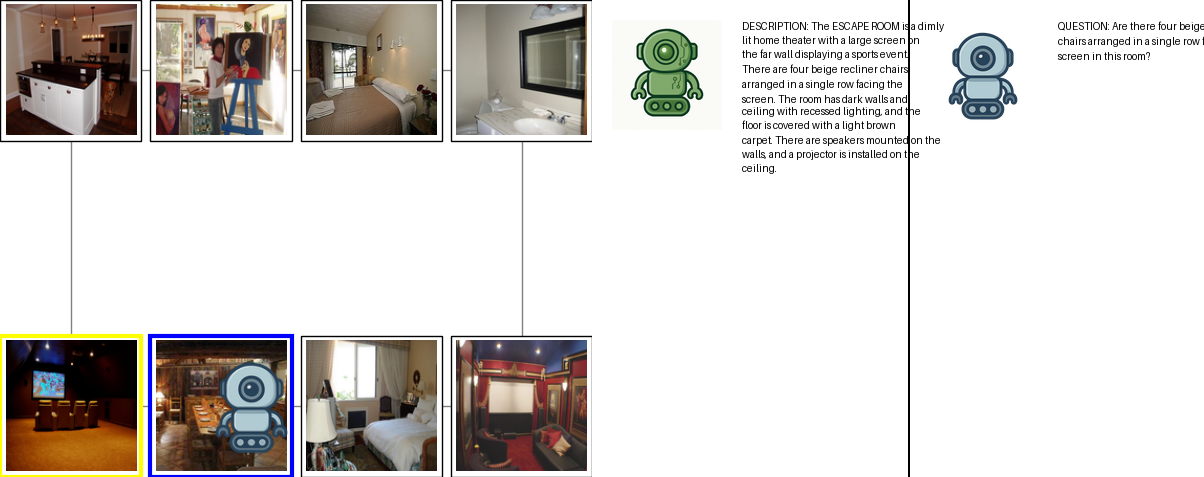 DESCRIPTION: The ESCAPE ROOM is a dimly
lit home theater with a large screen on
the far wall displaying a sports event.
There are four beige recliner chairs
arranged in a single row facing the
screen. The room has dark walls and
ceiling with recessed lighting, and the
floor is covered with a light brown
carpet. There are speakers mounted on the
walls, and a projector is installed on the
ceiling.
QUESTION: Are there four beige
chairs arranged in a single row f
screen in this room?